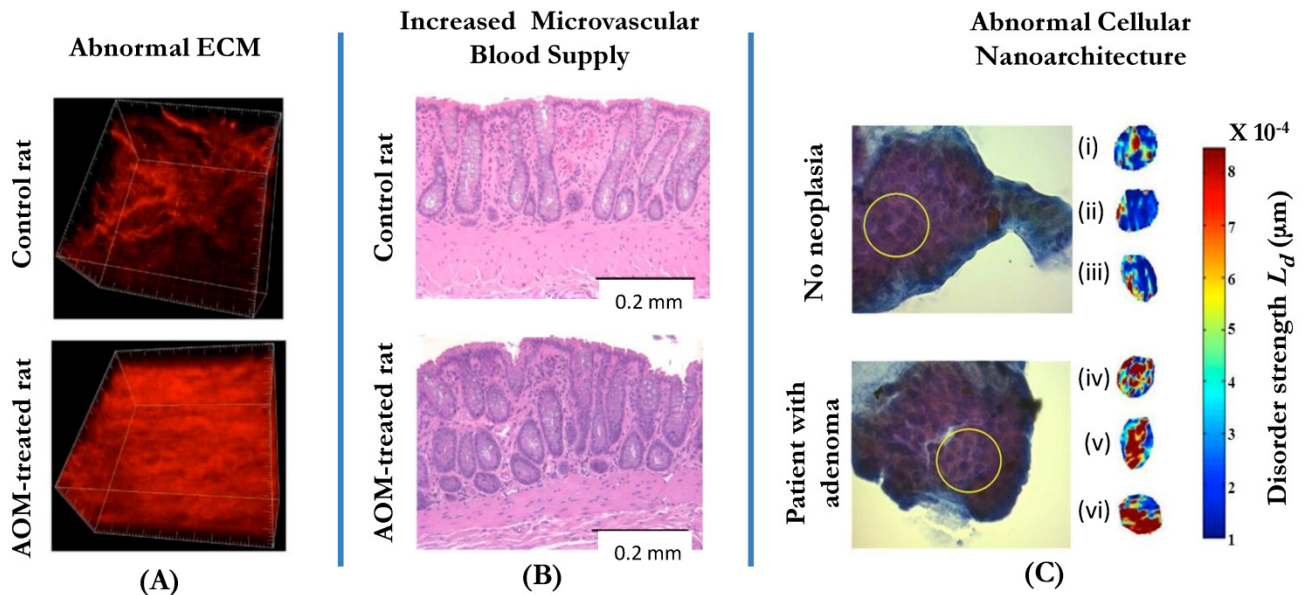 Abnormal ECM
Control rat
AOM-treated rat
(A)
Increased Microvascular
Blood Supply
Control rat
0.2 mm
AOM-treated rat
0.2 mm
(B)
Abnormal Cellular
Nanoarchitecture
No neoplasia
(i)
(ii)
(iii)
Patient with
adenoma
(iv)
(v)
(vi)
X 10-4
8
7
6
5
4
3
2
1
Disorder strength Ld (μm)
(C)